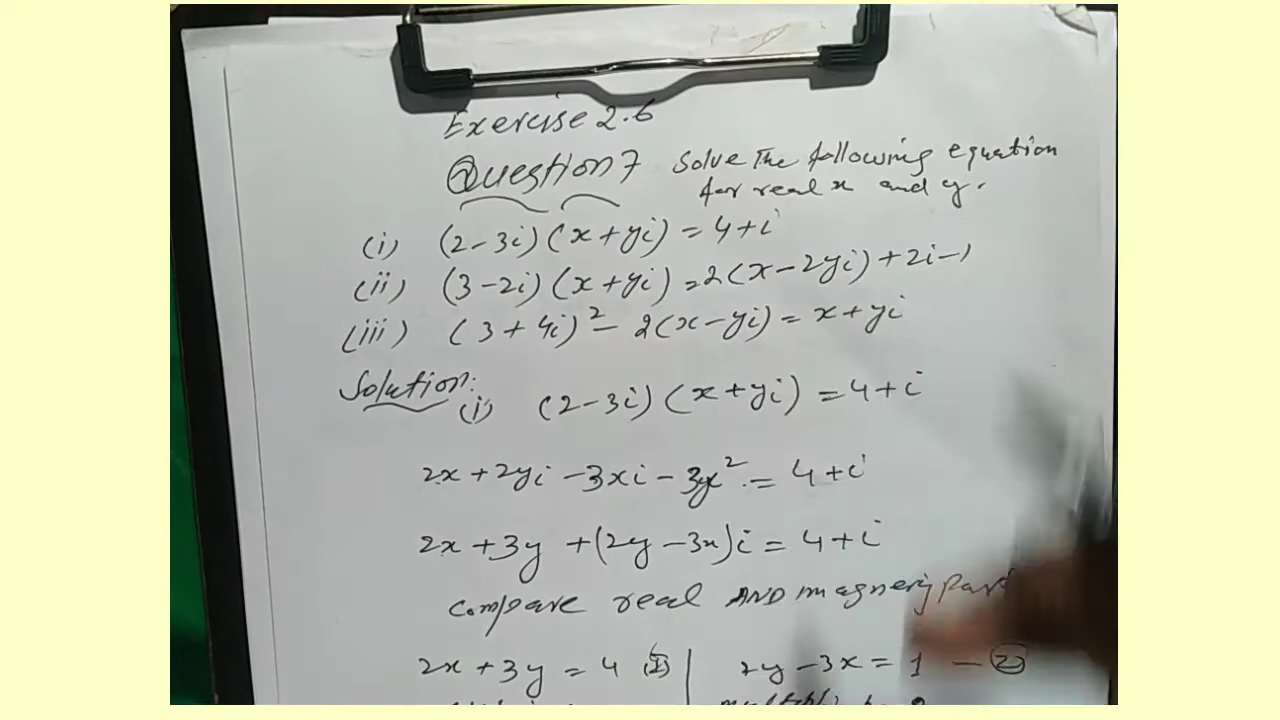 Exercise 2.6
Question 7 Solve The following equation
for real x and y.
(i) (2-3i)(x+yi) = 4+i
(ii) (3-2i)(x+yi) = 2(x-2yi)+2i-1
(iii) (3+4i)² - 2(x-yi) = x+yi
Solution:
(i) (2-3i)(x+yi) = 4+i
2x+2yi-3xi-3yi² = 4+i
2x+3y+(2y-3x)i = 4+i
Compare real AND imagnery part
2x+3y = 4 (I) | 2y-3x = 1 — (2)